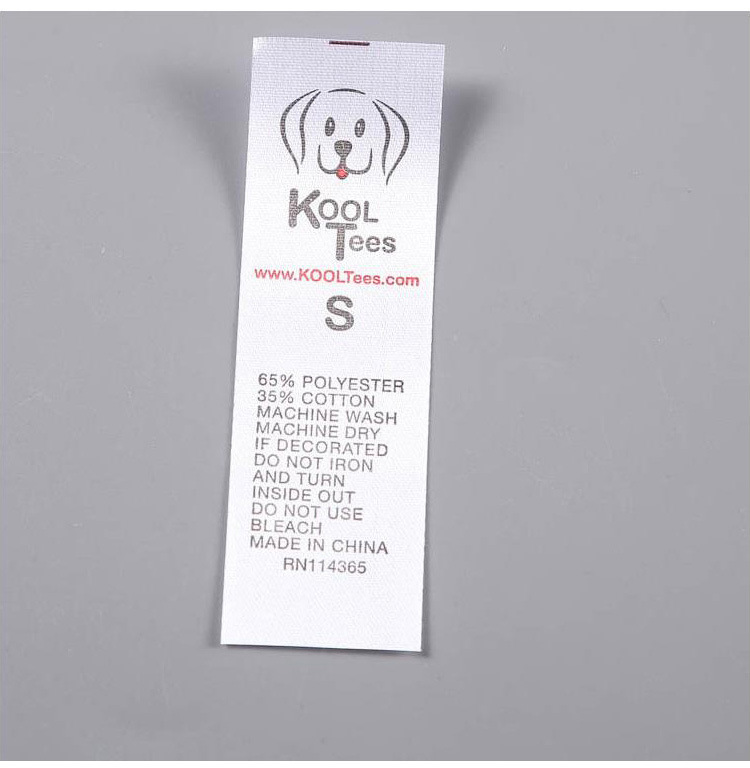 KOOL
Tees
www.KOOLTees.com
S
65% POLYESTER
35% COTTON
MACHINE WASH
MACHINE DRY
IF DECORATED
DO NOT IRON
AND TURN
INSIDE OUT
DO NOT USE
BLEACH
MADE IN CHINA
RN114365